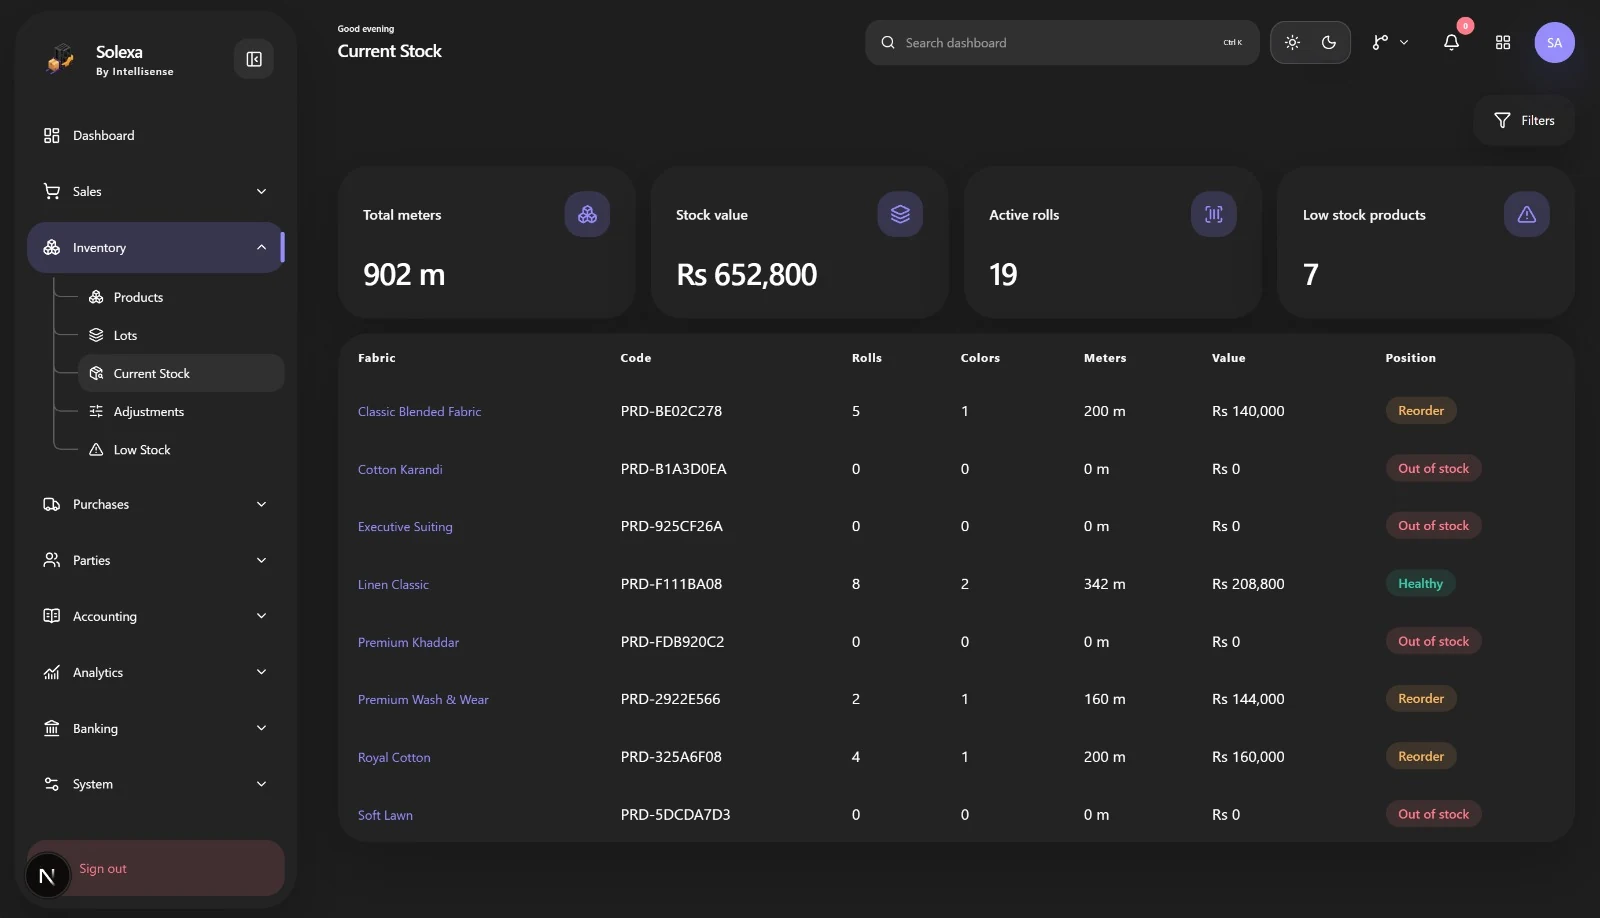 Solexa
By Intellisense
Dashboard
Sales
Inventory
Products
Lots
Current Stock
Adjustments
Low Stock
Purchases
Parties
Accounting
Analytics
Banking
System
N
Sign out
Good evening
Current Stock
Search dashboard
Ctrl K
0
SA
Filters
Total meters
902 m
Stock value
Rs 652,800
Active rolls
19
Low stock products
7
Fabric Code Rolls Colors Meters Value Position
Classic Blended Fabric PRD-BE02C278 5 1 200 m Rs 140,000 Reorder
Cotton Karandi PRD-B1A3D0EA 0 0 0 m Rs 0 Out of stock
Executive Suiting PRD-925CF26A 0 0 0 m Rs 0 Out of stock
Linen Classic PRD-F111BA08 8 2 342 m Rs 208,800 Healthy
Premium Khaddar PRD-FDB920C2 0 0 0 m Rs 0 Out of stock
Premium Wash & Wear PRD-2922E566 2 1 160 m Rs 144,000 Reorder
Royal Cotton PRD-325A6F08 4 1 200 m Rs 160,000 Reorder
Soft Lawn PRD-5DCDA7D3 0 0 0 m Rs 0 Out of stock